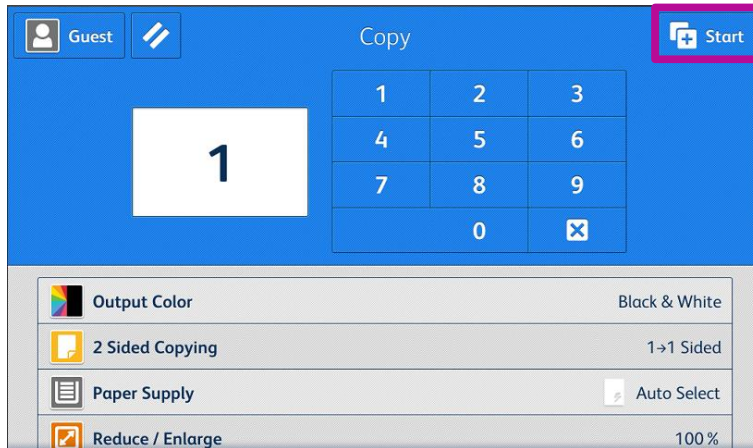 Guest
Copy
Start
1
1 2 3
4 5 6
7 8 9
0
Output Color Black & White
2 Sided Copying 1→1 Sided
Paper Supply Auto Select
Reduce / Enlarge 100 %